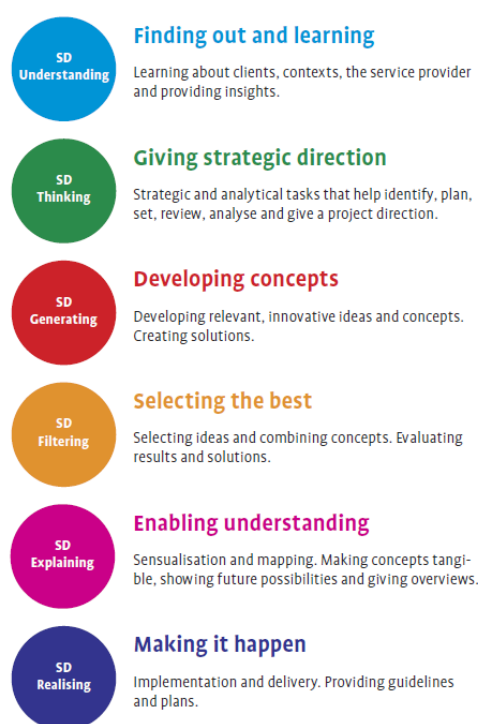 SD
Understanding
Finding out and learning
Learning about clients, contexts, the service provider
and providing insights.
SD
Thinking
Giving strategic direction
Strategic and analytical tasks that help identify, plan,
set, review, analyse and give a project direction.
SD
Generating
Developing concepts
Developing relevant, innovative ideas and concepts.
Creating solutions.
SD
Filtering
Selecting the best
Selecting ideas and combining concepts. Evaluating
results and solutions.
SD
Explaining
Enabling understanding
Sensualisation and mapping. Making concepts tangi-
ble, showing future possibilities and giving overviews.
SD
Realising
Making it happen
Implementation and delivery. Providing guidelines
and plans.